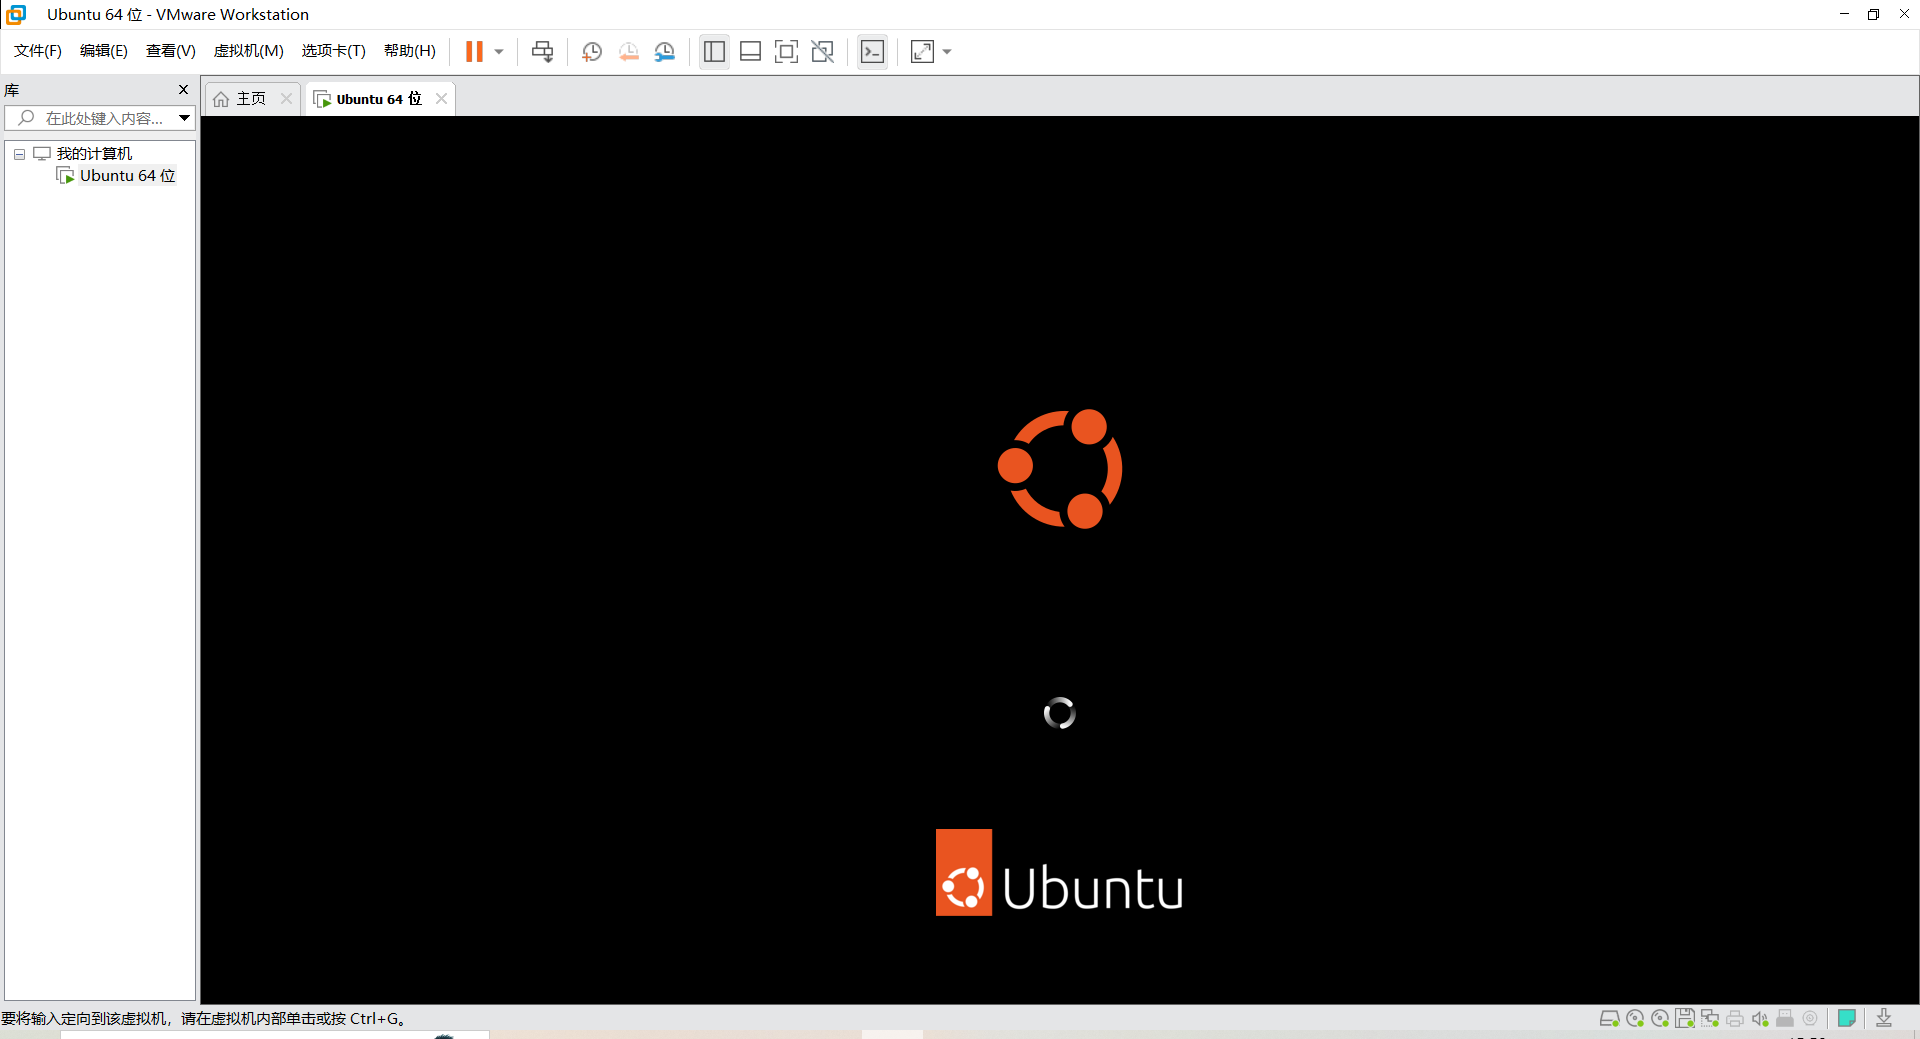 Ubuntu 64 位 - VMware Workstation
文件(F) 编辑(E) 查看(V) 虚拟机(M) 选项卡(T) 帮助(H)
库
主页
Ubuntu 64 位
在此处键入内容...
我的计算机
Ubuntu 64 位
Ubuntu
要将输入定向到该虚拟机，请在虚拟机内部单击或按 Ctrl+G。